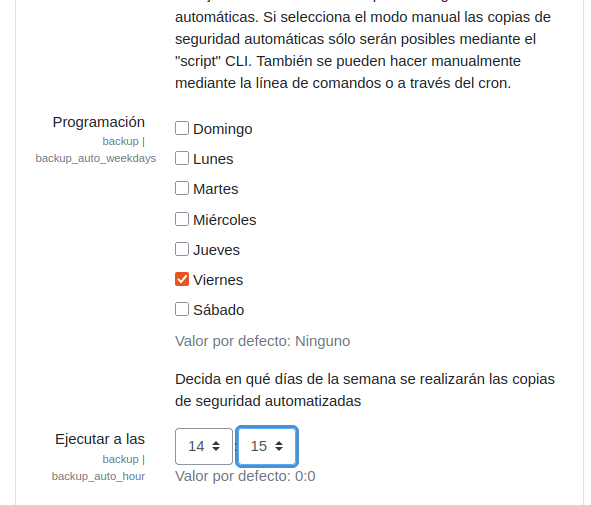 automáticas. Si selecciona el modo manual las copias de
seguridad automáticas sólo serán posibles mediante el
"script" CLI. También se pueden hacer manualmente
mediante la línea de comandos o a través del cron.
Programación
backup |
backup_auto_weekdays
Domingo
Lunes
Martes
Miércoles
Jueves
Viernes
Sábado
Valor por defecto: Ninguno
Decida en qué días de la semana se realizarán las copias
de seguridad automatizadas
Ejecutar a las
backup |
backup_auto_hour
14 : 15
Valor por defecto: 0:0